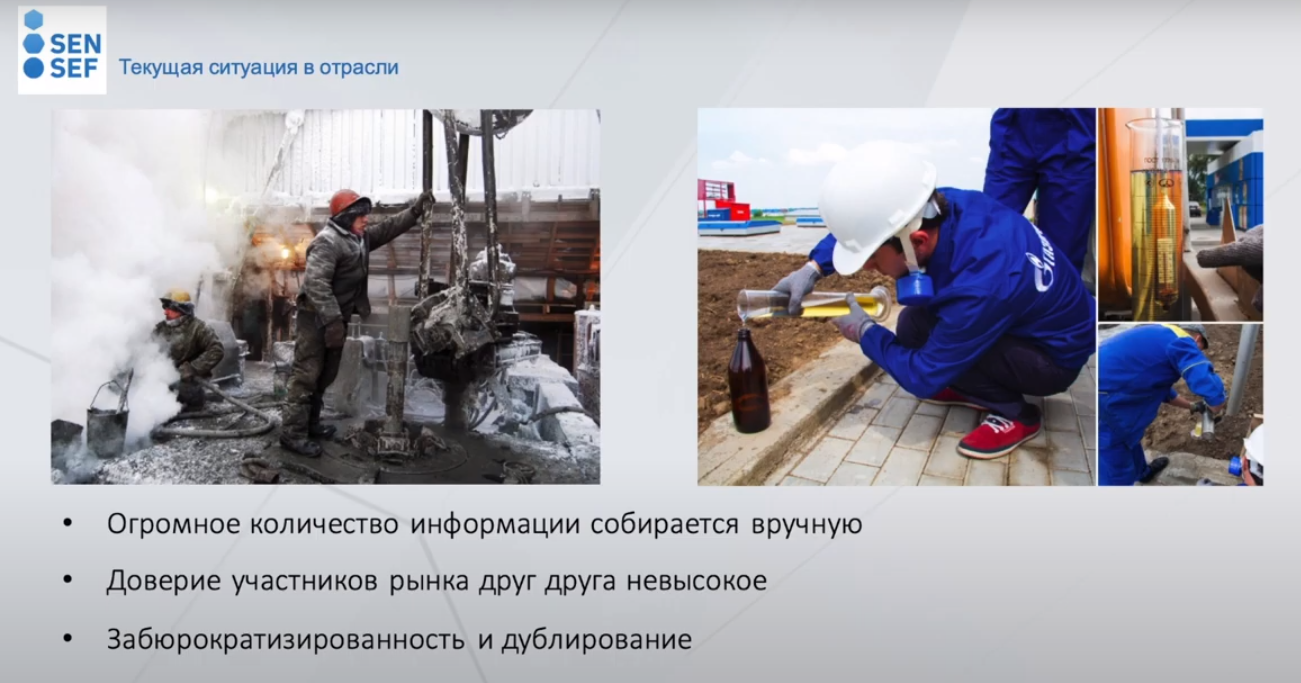 SEN
SEF
Текущая ситуация в отрасли
• Огромное количество информации собирается вручную
• Доверие участников рынка друг друга невысокое
• Забюрократизированность и дублирование